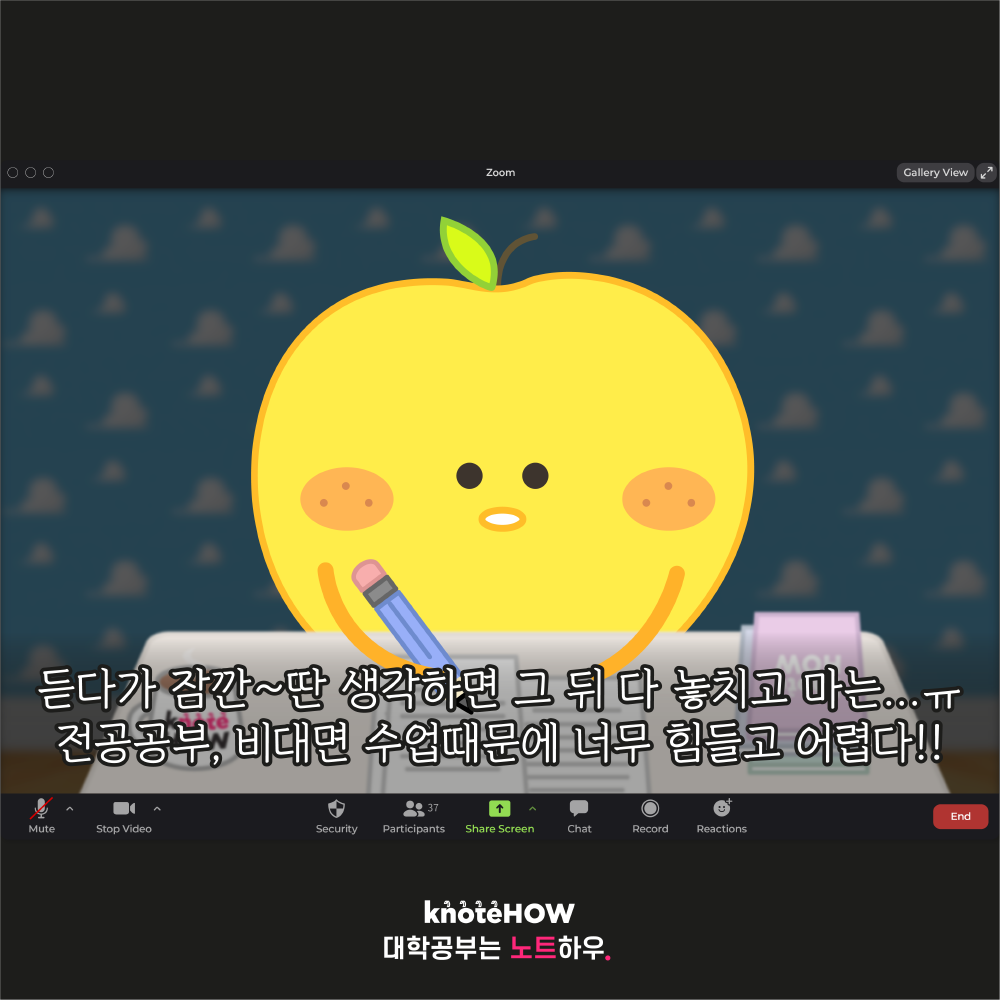 Zoom
Gallery View
HOW
knoté
OW
듣다가 잠깐~딴 생각하면 그 뒤 다 놓치고 마는...ㅠ
전공공부, 비대면 수업때문에 너무 힘들고 어렵다!!
Mute
Stop Video
Security
Participants
37
Share Screen
Chat
Record
Reactions
End
knoteHOW
대학공부는 노트하우.